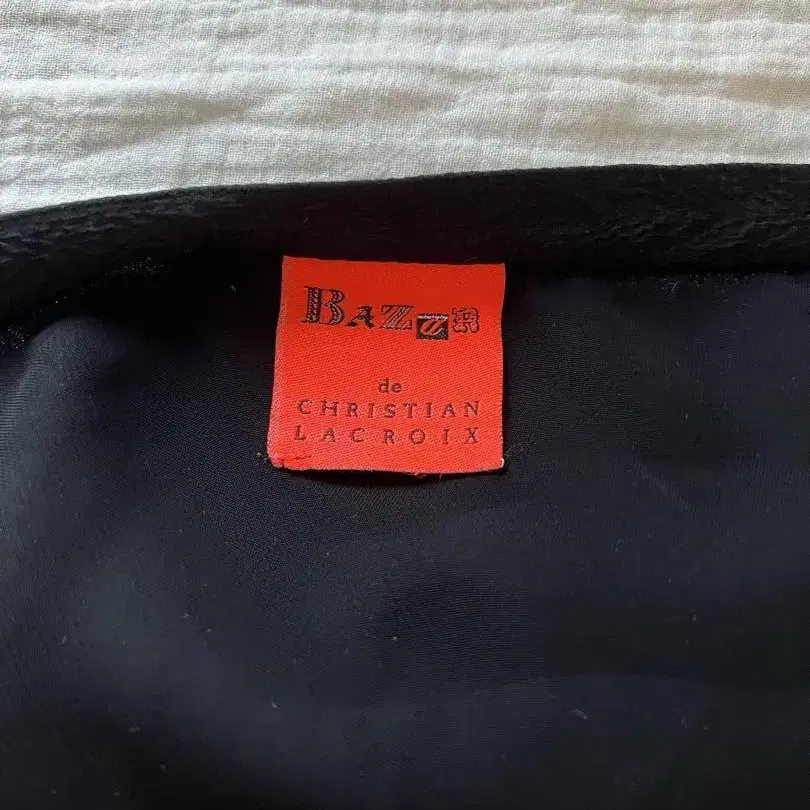 BAZAR
de
CHRISTIAN
LACROIX